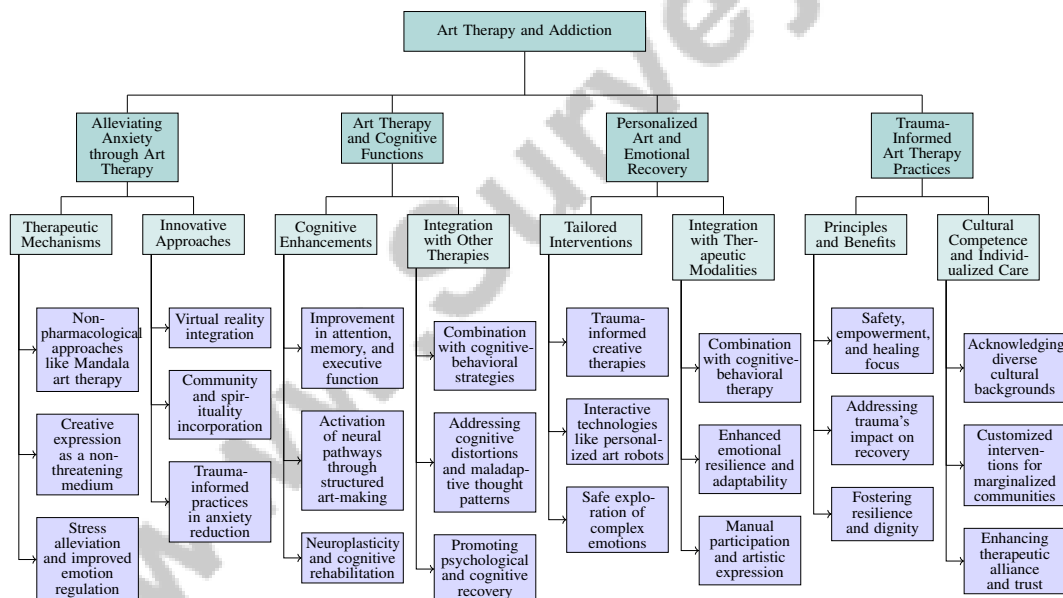 Art Therapy and Addiction
Alleviating
Anxiety
through Art
Therapy
Art Therapy
and Cognitive
Functions
Personalized
Art and
Emotional
Recovery
Trauma-
Informed
Art Therapy
Practices
Therapeutic
Mechanisms
Innovative
Approaches
Cognitive
Enhancements
Integration
with Other
Therapies
Tailored
Interventions
Integration
with Ther-
apeutic
Modalities
Principles
and Benefits
Cultural
Competence
and Individ-
ualized Care
Non-
pharmacological
approaches
like Mandala
art therapy
Creative
expression as
a non-
threatening
medium
Stress
alleviation
and improved
emotion
regulation
Virtual reality
integration
Community
and spir-
ituality
incorporation
Trauma-
informed
practices
in anxiety
reduction
Improvement
in attention,
memory, and
executive
function
Activation of
neural
pathways
through
structured
art-making
Neuroplasticity
and cognitive
rehabilitation
Combination
with cognitive-
behavioral
strategies
Addressing
cognitive
distortions
and maladap-
tive thought
patterns
Promoting
psychological
and cognitive
recovery
Trauma-
informed
creative
therapies
Interactive
technologies
like personal-
ized art robots
Safe explo-
ration of
complex
emotions
Combination
with cognitive-
behavioral
therapy
Enhanced
emotional
resilience and
adaptability
Manual
participation
and artistic
expression
Safety,
empowerment,
and healing
focus
Addressing
trauma's
impact on
recovery
Fostering
resilience
and dignity
Acknowledging
diverse
cultural
backgrounds
Customized
interven-
tions for
marginalized
communities
Enhancing
therapeutic
alliance
and trust
www.Survey